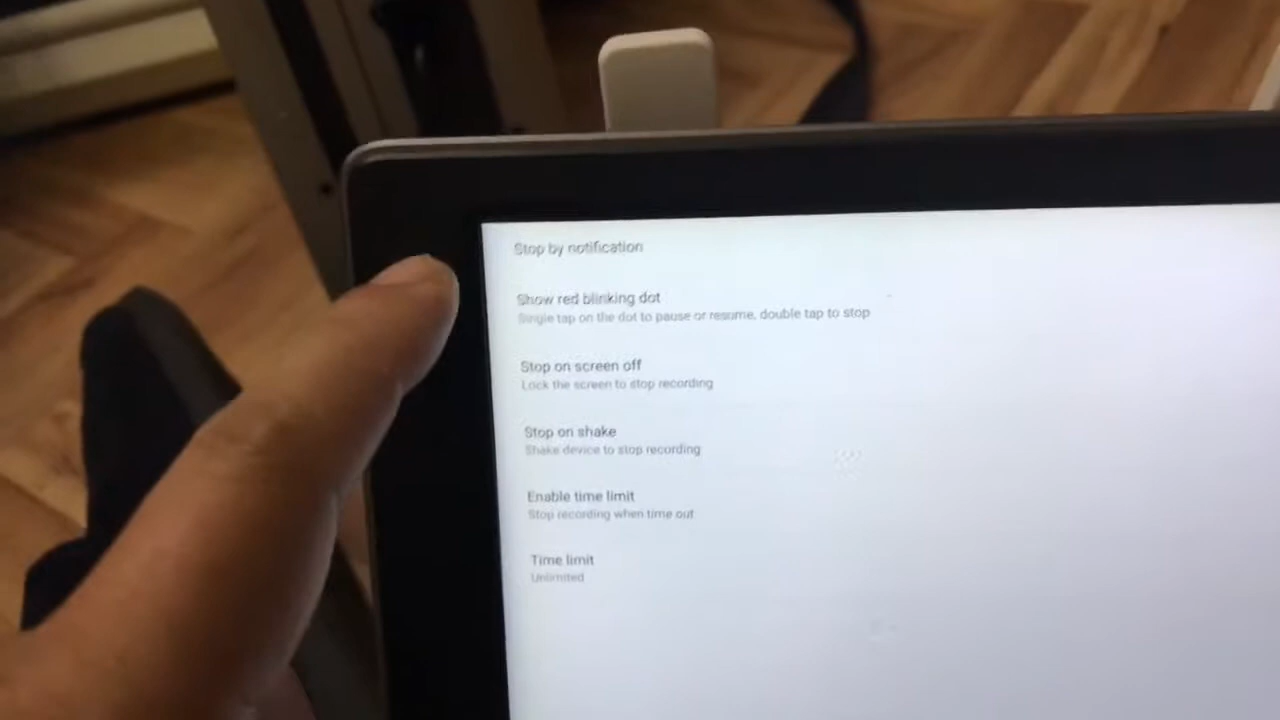 Stop by notification
Show red blinking dot
Single tap on the dot to pause or resume, double tap to stop
Stop on screen off
Lock the screen to stop recording
Stop on shake
Shake device to stop recording
Enable time limit
Stop recording when time out
Time limit
Unlimited